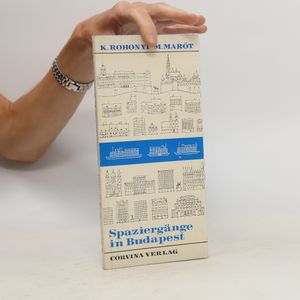 K. ROHONYI · M. MARÓT
Spaziergänge
in Budapest
CORVINA VERLAG